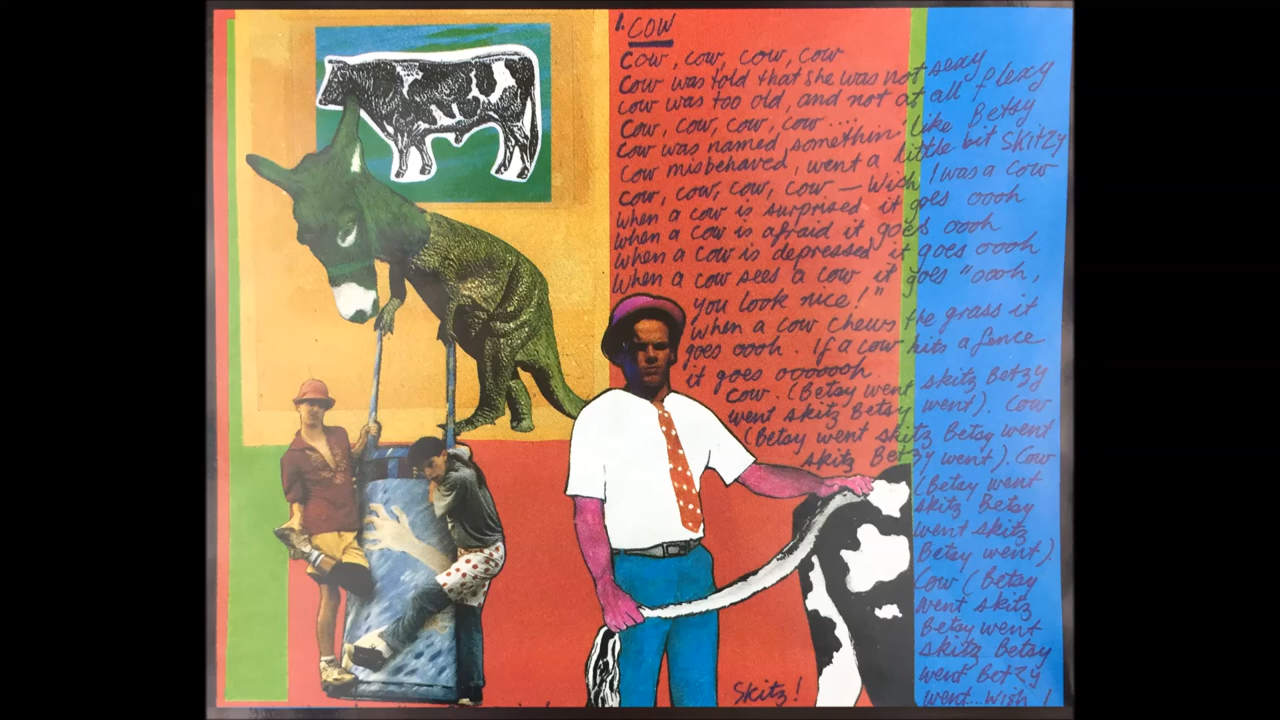 1. COW
Cow, cow, cow, cow
Cow was told that she was not sexy
Cow was too old, and not at all flexy
Cow, cow, cow, cow....
Cow was named somethin' like Betsy
Cow misbehaved, went a little bit SKITZY
Cow, cow, cow, cow — Wish I was a cow
When a cow is surprised it goes oooh
When a cow is afraid it goes oooh
When a cow is depressed it goes oooh
When a cow sees a cow it goes "oooh,
you look nice!"
When a cow chews the grass it
goes oooh. If a cow hits a fence
it goes ooooooh.
Cow. (Betsy went skitz Betzy
went skitz Betsy went). Cow
(Betsy went skitz Betsy went
skitz Betzy went). Cow
(Betsy went
skitz Betsy
went skitz
Betsy went).
Cow (Betsy
went skitz
Betsy went
skitz Betsy
went Betzy
went... wish I
Skitz!